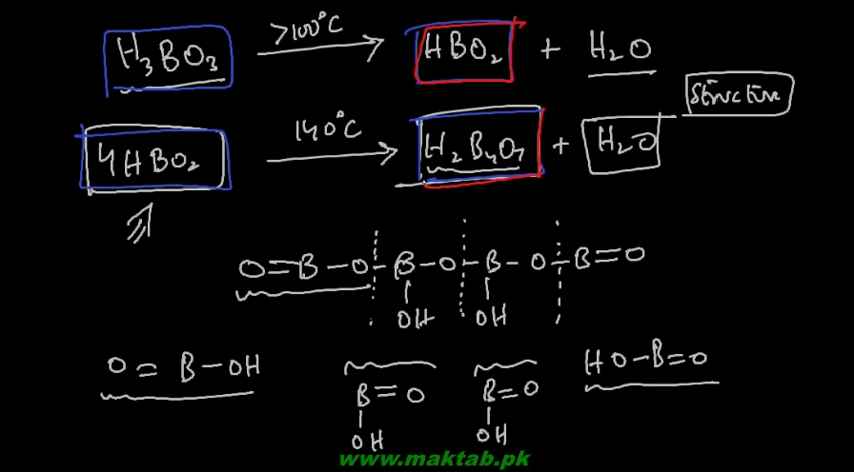 H₃BO₃ >100°C HBO₂ + H₂O
Structure
4HBO₂ 140°C H₂B₄O₇ + H₂O
O=B-O-B-O-B-O-B=O
OH OH
O=B-OH B=O B=O HO-B=O
OH OH
www.maktab.pk